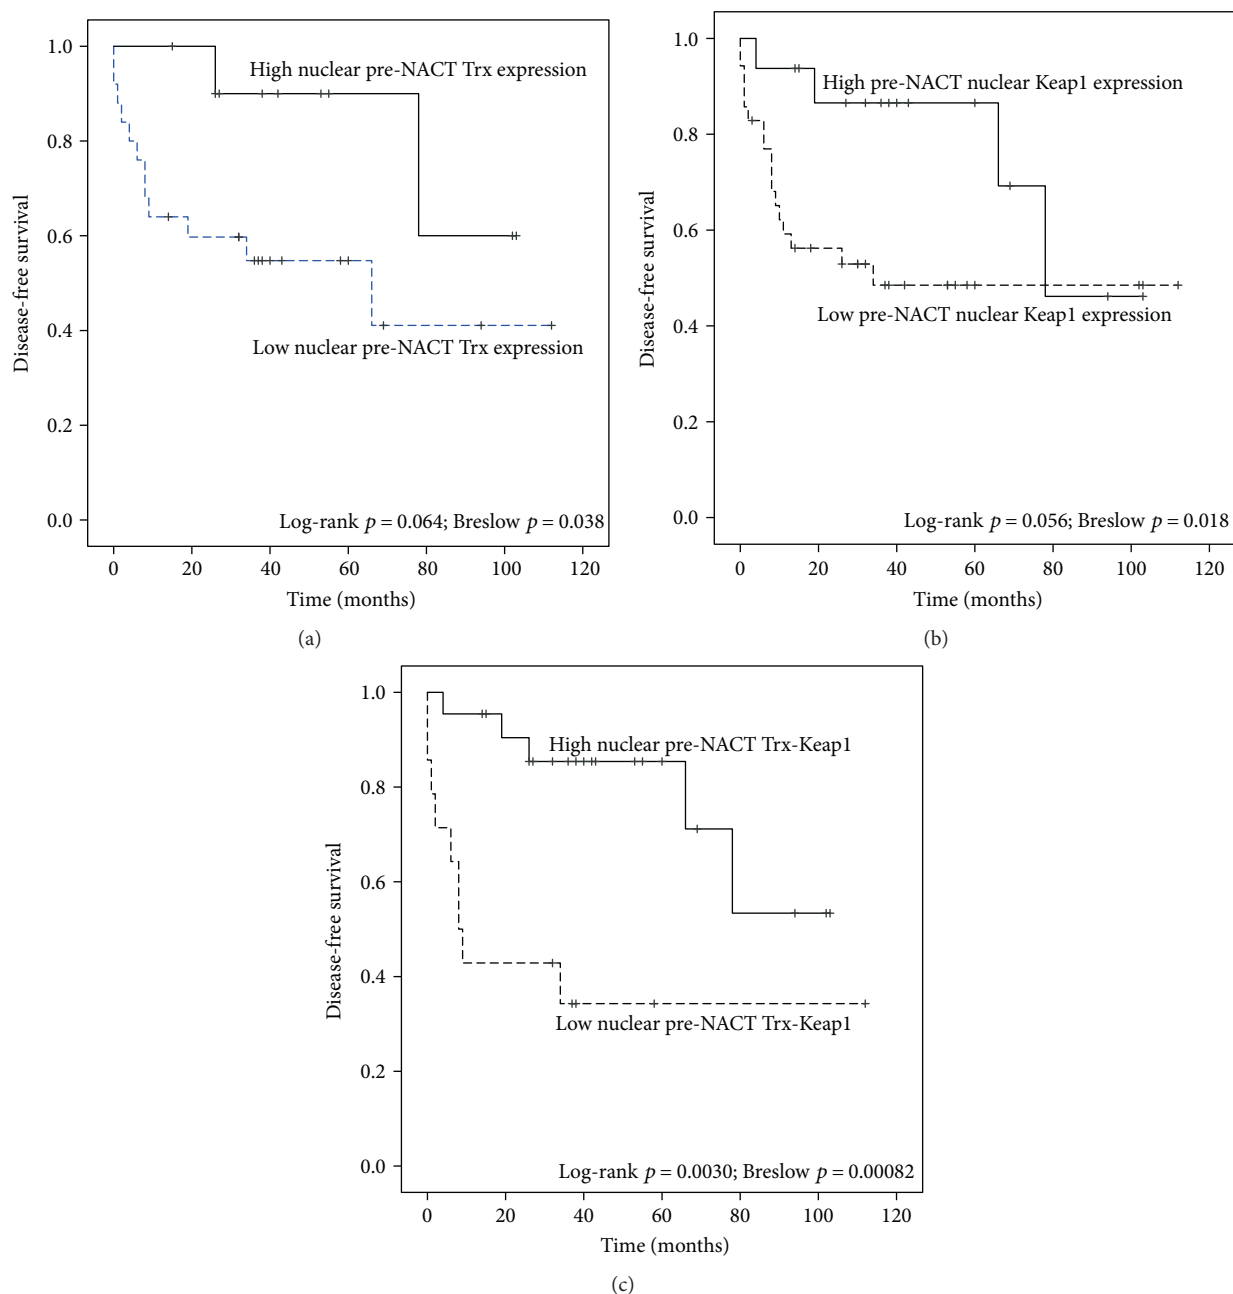 1.0
0.8
0.6
0.4
0.2
0.0
Disease-free survival
High nuclear pre-NACT Trx expression
Low nuclear pre-NACT Trx expression
Log-rank p = 0.064; Breslow p = 0.038
0 20 40 60 80 100 120
Time (months)
(a)
1.0
0.8
0.6
0.4
0.2
0.0
Disease-free survival
High pre-NACT nuclear Keap1 expression
Low pre-NACT nuclear Keap1 expression
Log-rank p = 0.056; Breslow p = 0.018
0 20 40 60 80 100 120
Time (months)
(b)
1.0
0.8
0.6
0.4
0.2
0.0
Disease-free survival
High nuclear pre-NACT Trx-Keap1
Low nuclear pre-NACT Trx-Keap1
Log-rank p = 0.0030; Breslow p = 0.00082
0 20 40 60 80 100 120
Time (months)
(c)